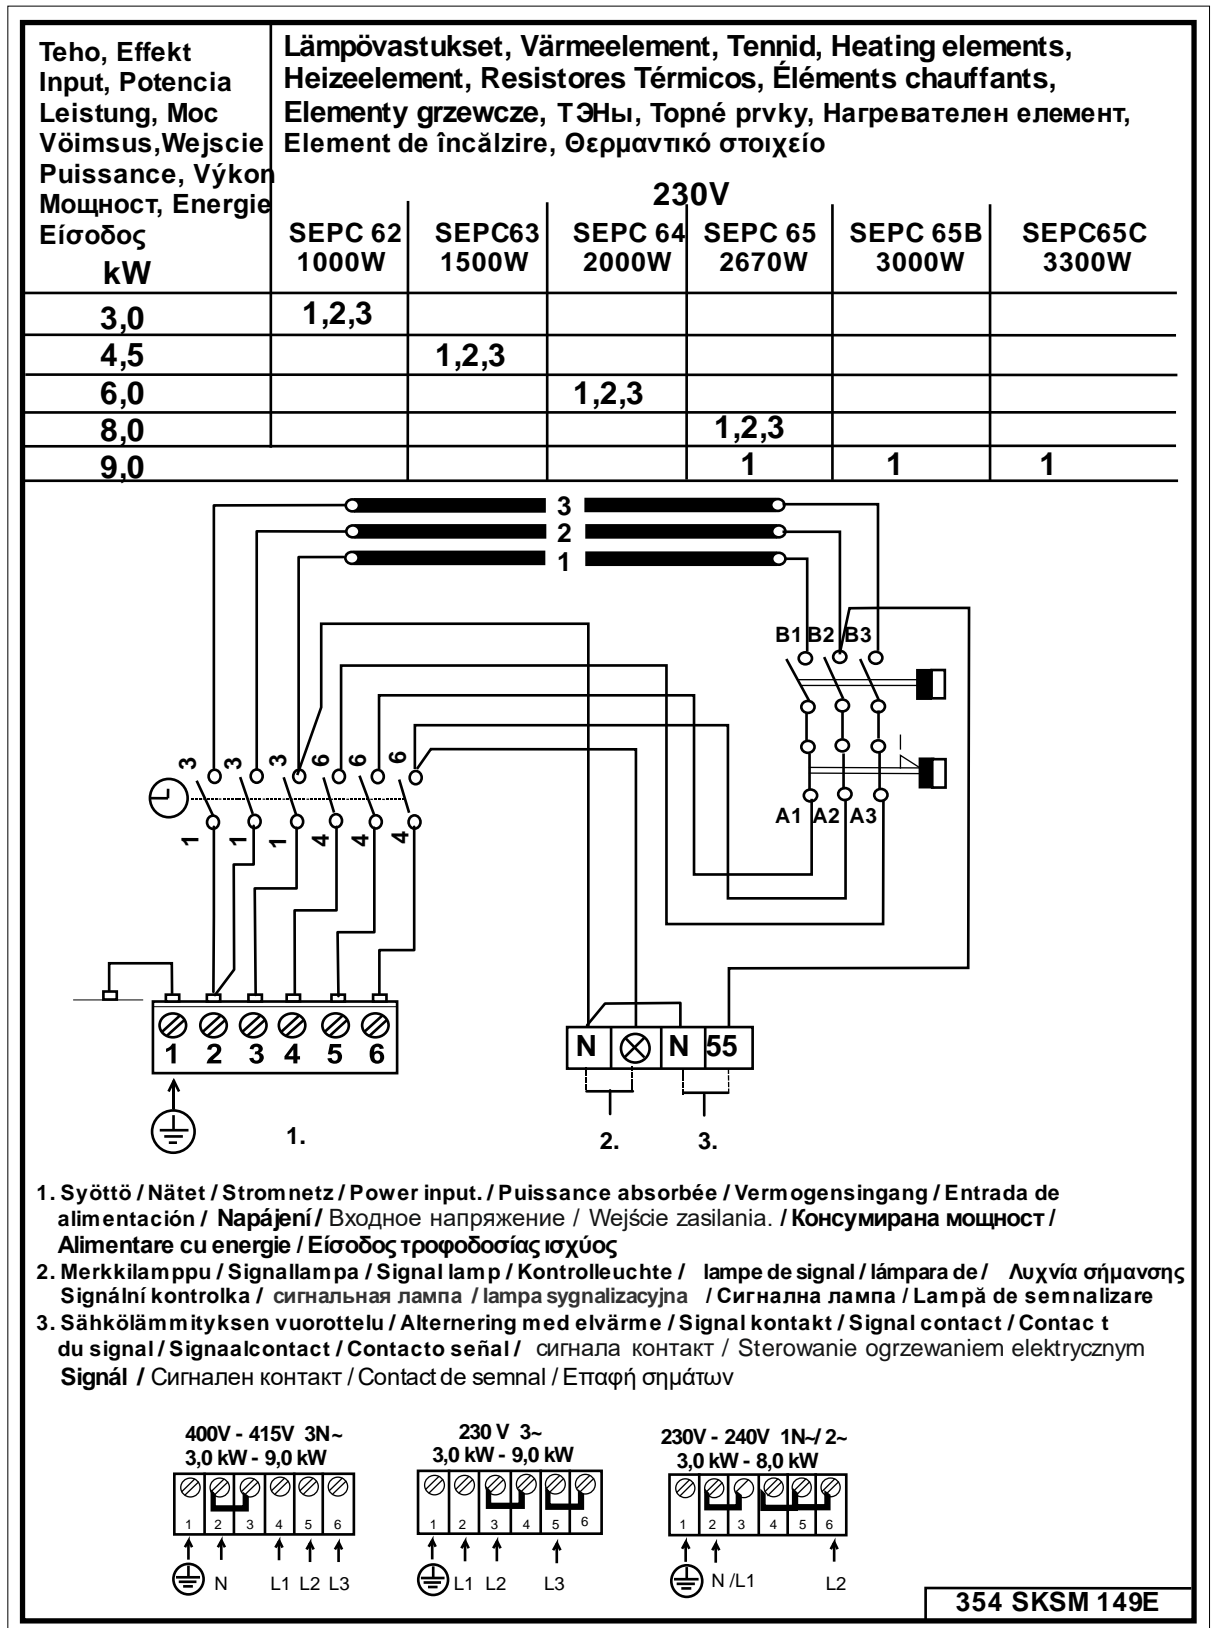 Teho, Effekt
Input, Potencia
Leistung, Moc
Vöimsus,Wejscie
Puissance, Výkon
Мощност, Energie
Είσοδος
kW
Lämpövastukset, Värmeelement, Tennid, Heating elements,
Heizeelement, Resistores Térmicos, Éléments chauffants,
Elementy grzewcze, ТЭНы, Topné prvky, Нагревателен елемент,
Element de încălzire, Θερμαντικό στοιχείο
230V
SEPC 62 SEPC63 SEPC 64 SEPC 65 SEPC 65B SEPC65C
1000W 1500W 2000W 2670W 3000W 3300W
3,0 1,2,3
4,5 1,2,3
6,0 1,2,3
8,0 1,2,3
9,0 1 1 1
3
2
1
B1 B2 B3
3 3 3 6 6 6
A1 A2 A3
1 1 1 4 4 4
N N 55
1 2 3 4 5 6
1. 2. 3.
1. Syöttö / Nätet / Stromnetz / Power input. / Puissance absorbée / Vermogensingang / Entrada de
alimentación / Napájení / Входное напряжение / Wejście zasilania. / Консумирана мощност /
Alimentare cu energie / Είσοδος τροφοδοσίας ισχύος
2. Merkkilamppu / Signallampa / Signal lamp / Kontrolleuchte / lampe de signal / lámpara de / Λυχνία σήμανσης
Signální kontrolka / сигнальная лампа / lampa sygnalizacyjna / Сигнална лампа / Lampă de semnalizare
3. Sähkölämmityksen vuorottelu / Alternering med elvärme / Signal kontakt / Signal contact / Contac t
du signal / Signaalcontact / Contacto señal / сигнала контакт / Sterowanie ogrzewaniem elektrycznym
Signál / Сигнален контакт / Contact de semnal / Επαφή σημάτων
400V - 415V 3N~
3,0 kW - 9,0 kW
1 2 3 4 5 6
N L1 L2 L3
230 V 3~
3,0 kW - 9,0 kW
1 2 3 4 5 6
L1 L2 L3
230V - 240V 1N~/ 2~
3,0 kW - 8,0 kW
1 2 3 4 5 6
N /L1 L2
354 SKSM 149E